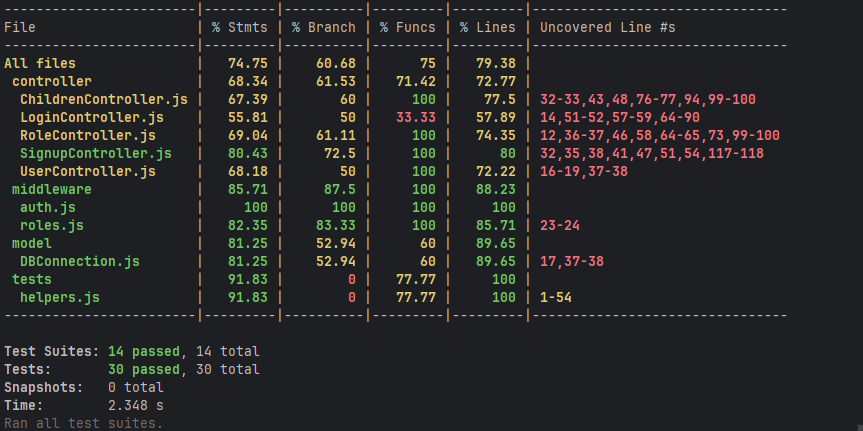 ------------------------|---------|----------|---------|---------|-------------------------------
File                    | % Stmts | % Branch | % Funcs | % Lines | Uncovered Line #s
------------------------|---------|----------|---------|---------|-------------------------------
All files               |   74.75 |    60.68 |      75 |   79.38 |
 controller             |   68.34 |    61.53 |   71.42 |   72.77 |
  ChildrenController.js |   67.39 |       60 |     100 |    77.5 | 32-33,43,48,76-77,94,99-100
  LoginController.js    |   55.81 |       50 |   33.33 |   57.89 | 14,51-52,57-59,64-90
  RoleController.js     |   69.04 |    61.11 |     100 |   74.35 | 12,36-37,46,58,64-65,73,99-100
  SignupController.js   |   80.43 |     72.5 |     100 |      80 | 32,35,38,41,47,51,54,117-118
  UserController.js     |   68.18 |       50 |     100 |   72.22 | 16-19,37-38
 middleware             |   85.71 |     87.5 |     100 |   88.23 |
  auth.js               |     100 |      100 |     100 |     100 |
  roles.js              |   82.35 |    83.33 |     100 |   85.71 | 23-24
 model                  |   81.25 |    52.94 |      60 |   89.65 |
  DBConnection.js       |   81.25 |    52.94 |      60 |   89.65 | 17,37-38
 tests                  |   91.83 |        0 |   77.77 |     100 |
  helpers.js            |   91.83 |        0 |   77.77 |     100 | 1-54
------------------------|---------|----------|---------|---------|-------------------------------
Test Suites: 14 passed, 14 total
Tests:       30 passed, 30 total
Snapshots:   0 total
Time:        2.348 s
Ran all test suites.